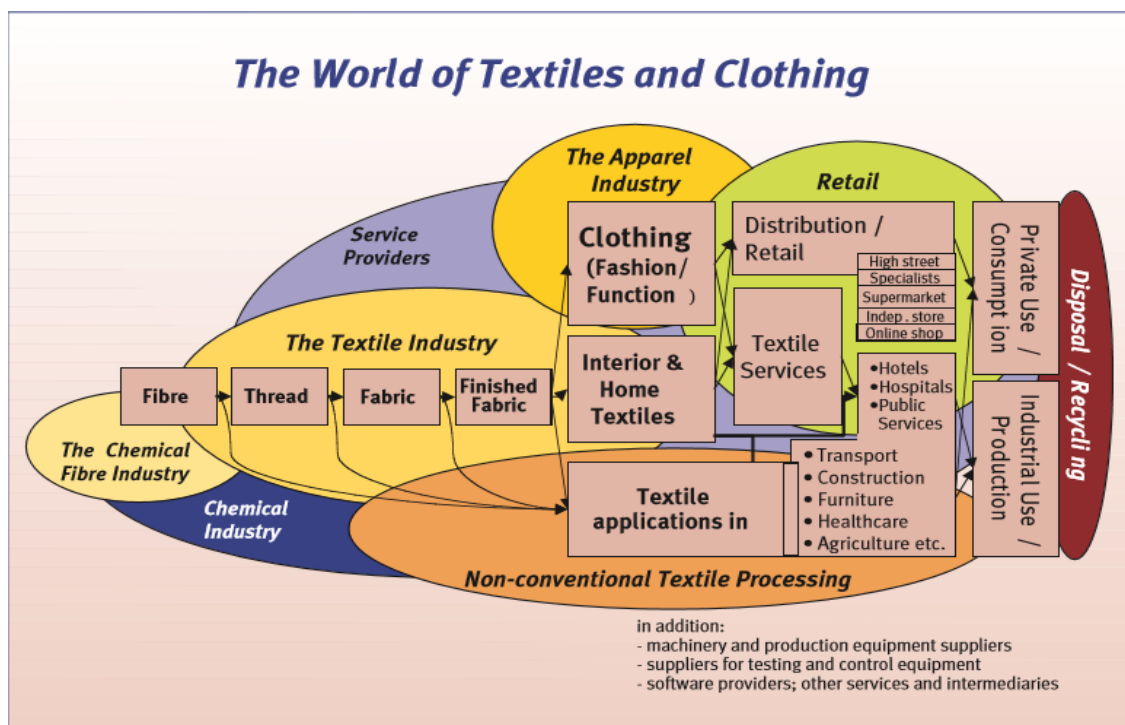 The World of Textiles and Clothing
The Apparel
Industry
Retail
Service
Providers
Clothing
(Fashion/
Function )
Distribution /
Retail
High street
Specialists
Supermarket
Indep . store
Online shop
Private Use /
Consumpt ion
Disposal / Recycli ng
The Textile Industry
Textile
Services
Interior &
Home
Textiles
Fibre
Thread
Fabric
Finished
Fabric
•Hotels
•Hospitals
•Public
Services
Industrial Use /
Production
The Chemical
Fibre Industry
Chemical
Industry
Textile
applications in
• Transport
• Construction
• Furniture
• Healthcare
• Agriculture etc.
Non-conventional Textile Processing
in addition:
- machinery and production equipment suppliers
- suppliers for testing and control equipment
- software providers; other services and intermediaries